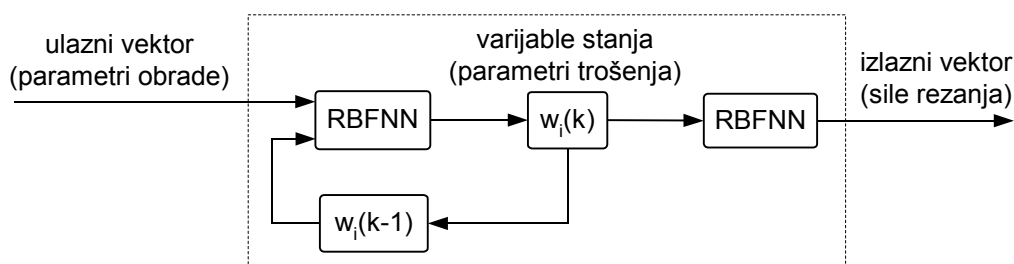 ulazni vektor
(parametri obrade)
varijable stanja
(parametri trošenja)
izlazni vektor
(sile rezanja)
RBFNN
w_i(k)
RBFNN
w_i(k-1)